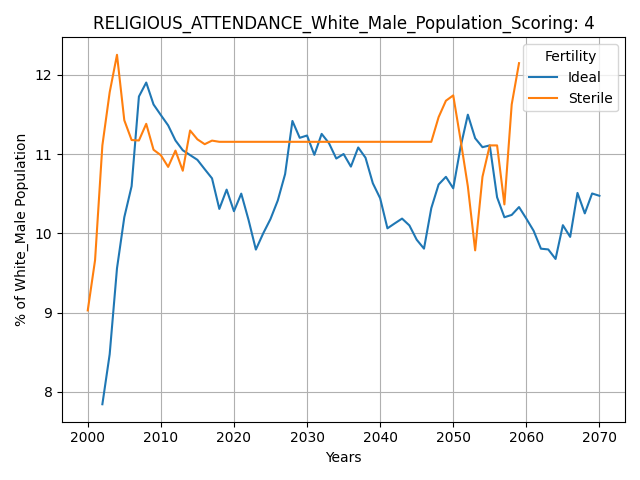 RELIGIOUS_ATTENDANCE_White_Male_Population_Scoring: 4
Fertility
Ideal
Sterile
% of White_Male Population
12
11
10
9
8
2000 2010 2020 2030 2040 2050 2060 2070
Years